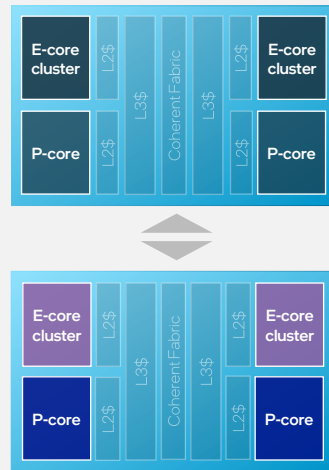 E-core
cluster
L2$
L3$
Coherent Fabric
L3$
L2$
E-core
cluster
P-core
L2$
L2$
P-core
E-core
cluster
L2$
L3$
Coherent Fabric
L3$
L2$
E-core
cluster
P-core
L2$
L2$
P-core